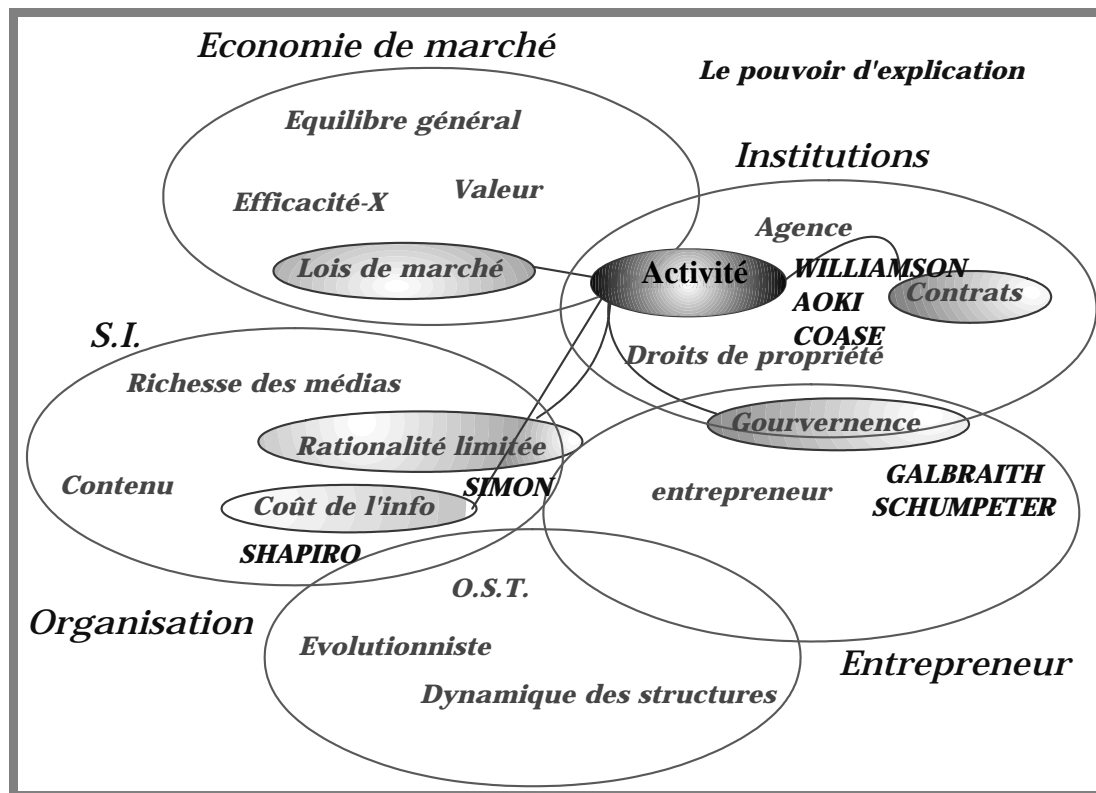 Economie de marché
Le pouvoir d'explication
Equilibre général
Institutions
Efficacité-X
Valeur
Agence
Lois de marché
Activité
WILLIAMSON
Contrats
AOKI
COASE
S.I.
Droits de propriété
Richesse des médias
Gourvernence
Rationalité limitée
GALBRAITH
Contenu
SIMON
entrepreneur
SCHUMPETER
Coût de l'info
SHAPIRO
O.S.T.
Organisation
Evolutionniste
Entrepreneur
Dynamique des structures